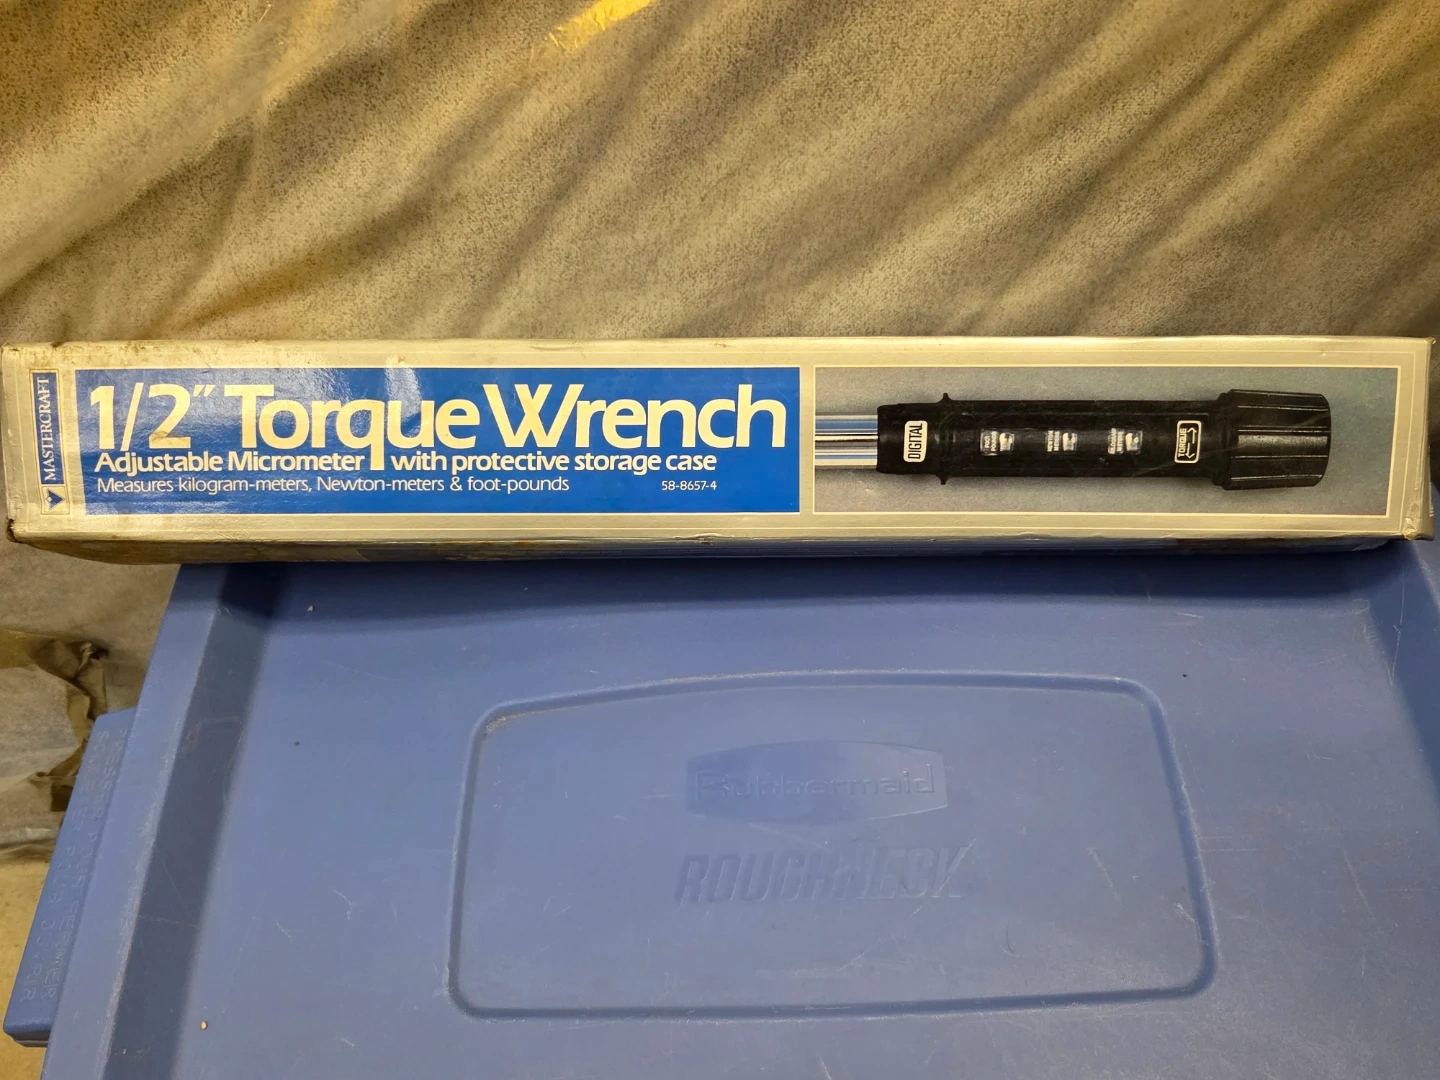 MASTERCRAFT
1/2" Torque Wrench
Adjustable Micrometer with protective storage case
Measures kilogram-meters, Newton-meters & foot-pounds
58-8657-4
DIGITAL
TORQUE
Rubbermaid
ROUGHNECK